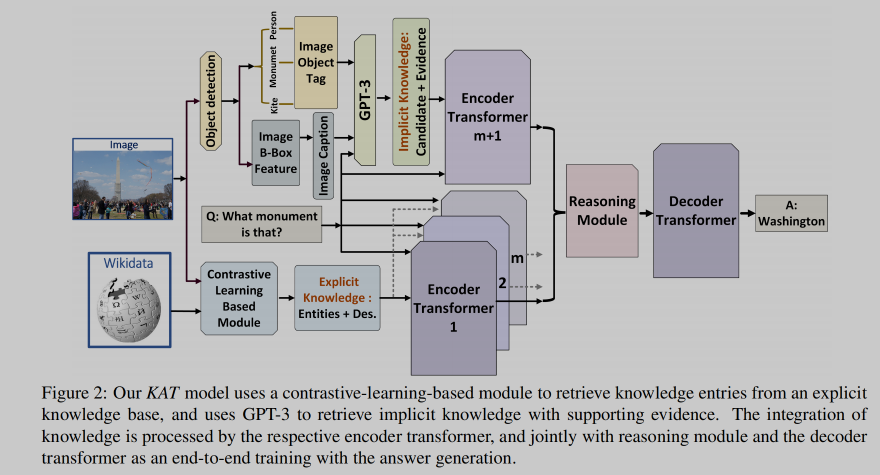 Image
Wikidata
Object detection
Kite Monumet Person
Image
Object
Tag
Image
B-Box
Feature
Image Caption
GPT-3
Implicit Knowledge:
Candidate + Evidence
Encoder
Transformer
m+1
Q: What monument
is that?
Contrastive
Learning
Based
Module
Explicit
Knowledge :
Entities + Des.
m
2
Encoder
Transformer
1
Reasoning
Module
Decoder
Transformer
A:
Washington
Figure 2: Our KAT model uses a contrastive-learning-based module to retrieve knowledge entries from an explicit
knowledge base, and uses GPT-3 to retrieve implicit knowledge with supporting evidence. The integration of
knowledge is processed by the respective encoder transformer, and jointly with reasoning module and the decoder
transformer as an end-to-end training with the answer generation.